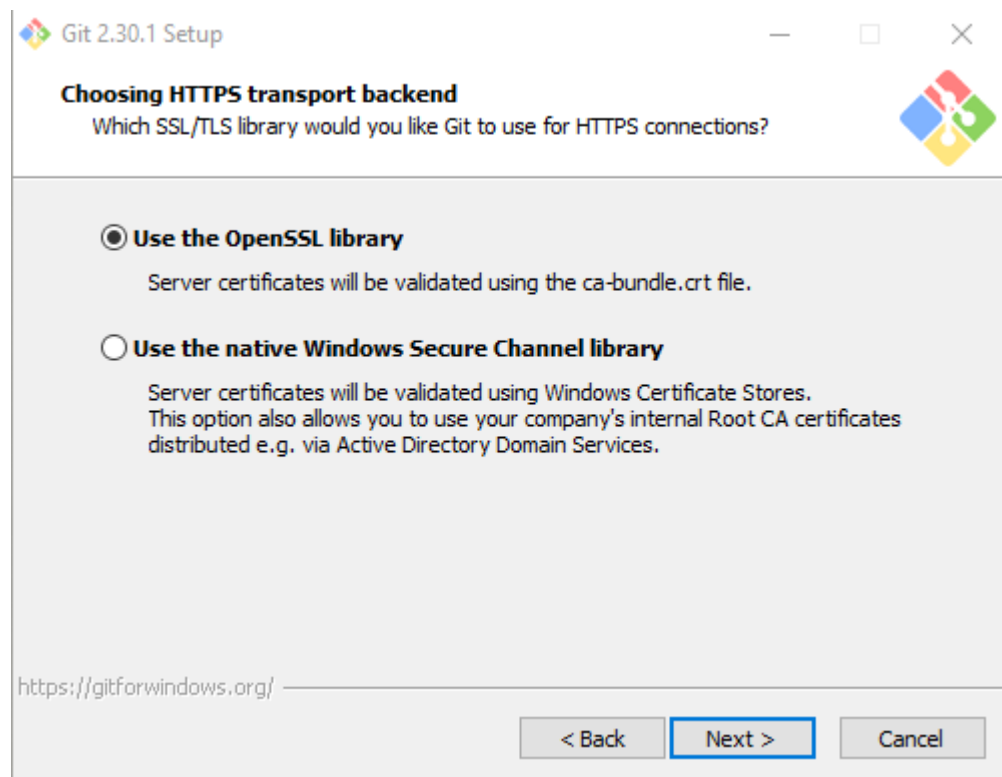 Git 2.30.1 Setup
Choosing HTTPS transport backend
Which SSL/TLS library would you like Git to use for HTTPS connections?
Use the OpenSSL library
Server certificates will be validated using the ca-bundle.crt file.
Use the native Windows Secure Channel library
Server certificates will be validated using Windows Certificate Stores.
This option also allows you to use your company's internal Root CA certificates
distributed e.g. via Active Directory Domain Services.
https://gitforwindows.org/
< Back Next > Cancel